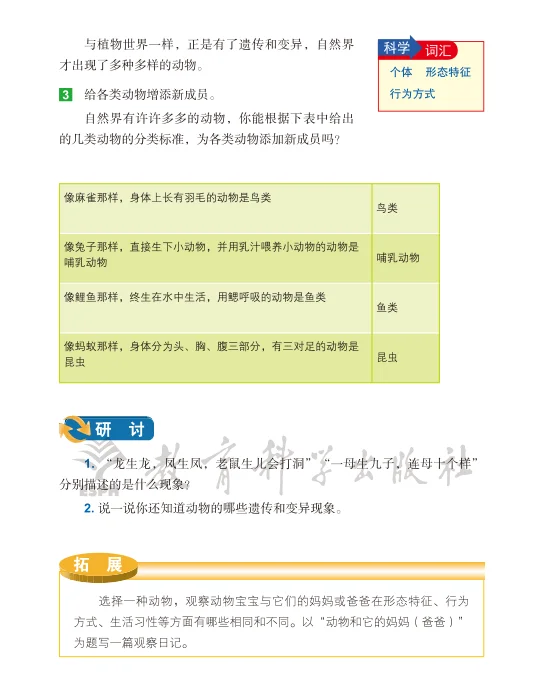 与植物世界一样，正是有了遗传和变异，自然界
才出现了多种多样的动物。
科学 词汇
个体 形态特征
行为方式
3 给各类动物增添新成员。
自然界有许许多多的动物，你能根据下表中给出
的几类动物的分类标准，为各类动物添加新成员吗？
像麻雀那样，身体上长有羽毛的动物是鸟类
鸟类
像兔子那样，直接生下小动物，并用乳汁喂养小动物的动物是
哺乳动物
哺乳动物
像鲤鱼那样，终生在水中生活，用鳃呼吸的动物是鱼类
鱼类
像蚂蚁那样，身体分为头、胸、腹三部分，有三对足的动物是
昆虫
昆虫
研 讨
教育科学出版社
ESPH
1. “龙生龙，凤生凤，老鼠生儿会打洞”“一母生九子，连母十个样”
分别描述的是什么现象？
2. 说一说你还知道动物的哪些遗传和变异现象。
拓 展
选择一种动物，观察动物宝宝与它们的妈妈或爸爸在形态特征、行为
方式、生活习性等方面有哪些相同和不同。以“动物和它的妈妈（爸爸）”
为题写一篇观察日记。